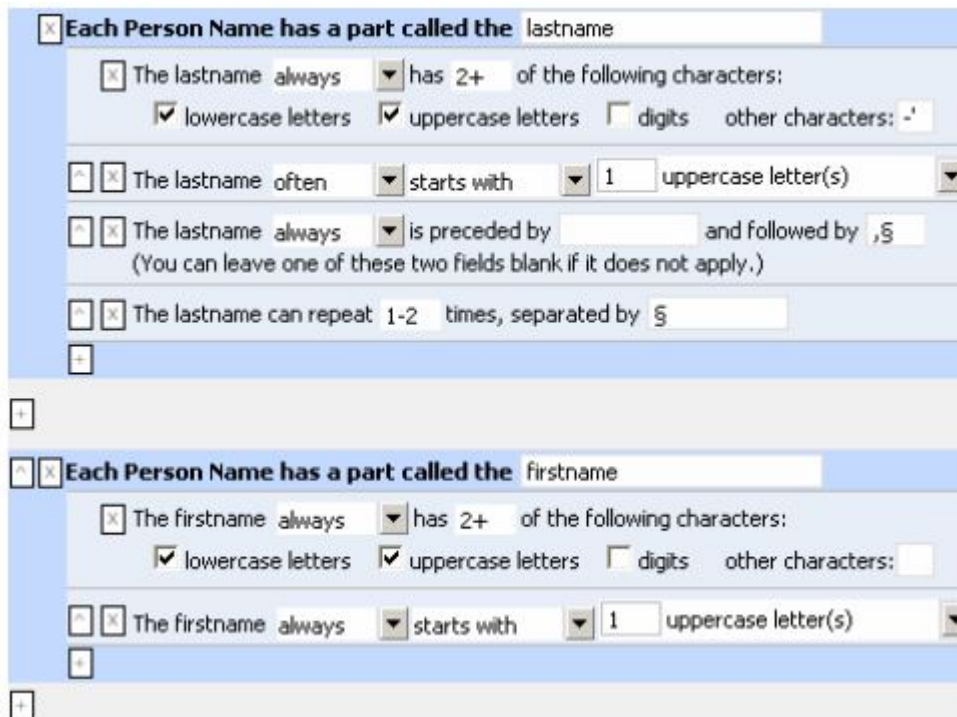 x Each Person Name has a part called the lastname
x The lastname always has 2+ of the following characters:
lowercase letters uppercase letters digits other characters: -'
^ x The lastname often starts with 1 uppercase letter(s)
^ x The lastname always is preceded by and followed by ,§
(You can leave one of these two fields blank if it does not apply.)
^ x The lastname can repeat 1-2 times, separated by §
+
+
^ x Each Person Name has a part called the firstname
x The firstname always has 2+ of the following characters:
lowercase letters uppercase letters digits other characters:
^ x The firstname always starts with 1 uppercase letter(s)
+
+